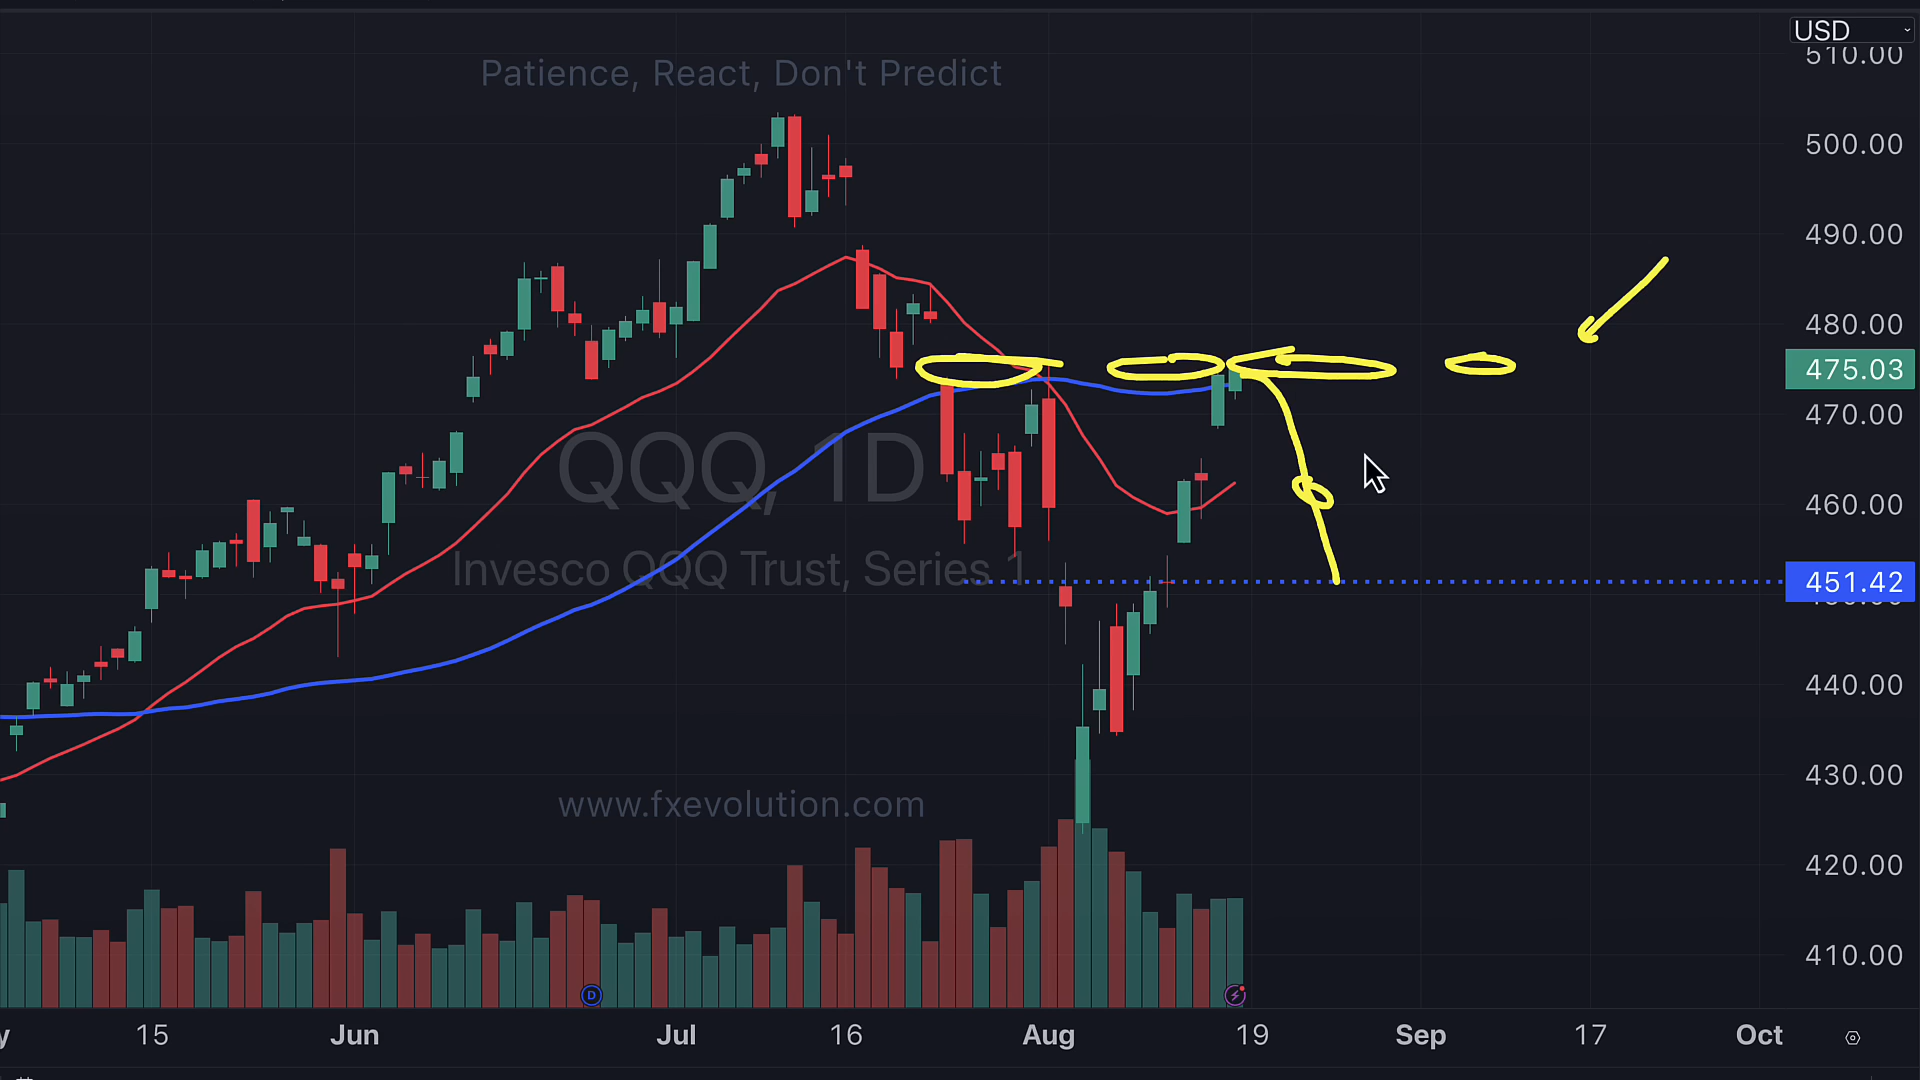 USD
510.00
Patience, React, Don't Predict
500.00
490.00
480.00
475.03
470.00
QQQ, 1D
460.00
Invesco QQQ Trust, Series 1
451.42
440.00
430.00
www.fxevolution.com
420.00
410.00
D
15 Jun Jul 16 Aug 19 Sep 17 Oct